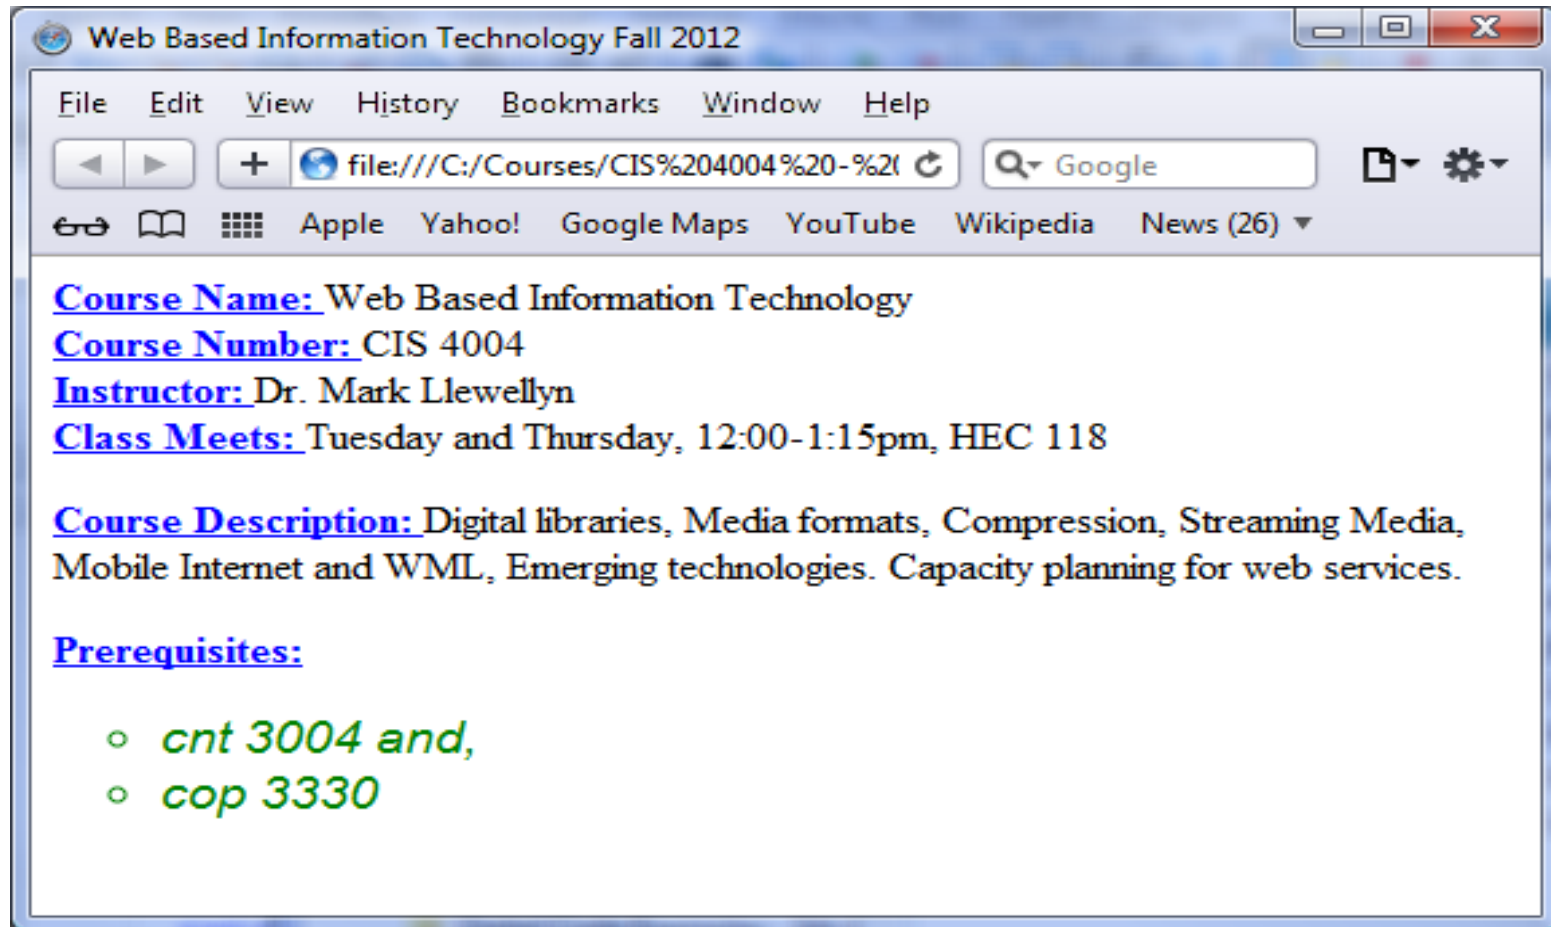 Web Based Information Technology Fall 2012
File Edit View History Bookmarks Window Help
file:///C:/Courses/CIS%204004%20-%2 Google
Apple Yahoo! Google Maps YouTube Wikipedia News (26)
Course Name: Web Based Information Technology
Course Number: CIS 4004
Instructor: Dr. Mark Llewellyn
Class Meets: Tuesday and Thursday, 12:00-1:15pm, HEC 118
Course Description: Digital libraries, Media formats, Compression, Streaming Media,
Mobile Internet and WML, Emerging technologies. Capacity planning for web services.
Prerequisites:
cnt 3004 and,
cop 3330